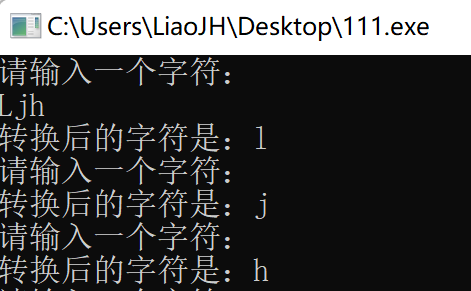 C:\Users\LiaoJH\Desktop\111.exe
请输入一个字符：
Ljh
转换后的字符是：l
请输入一个字符：
转换后的字符是：j
请输入一个字符：
转换后的字符是：h